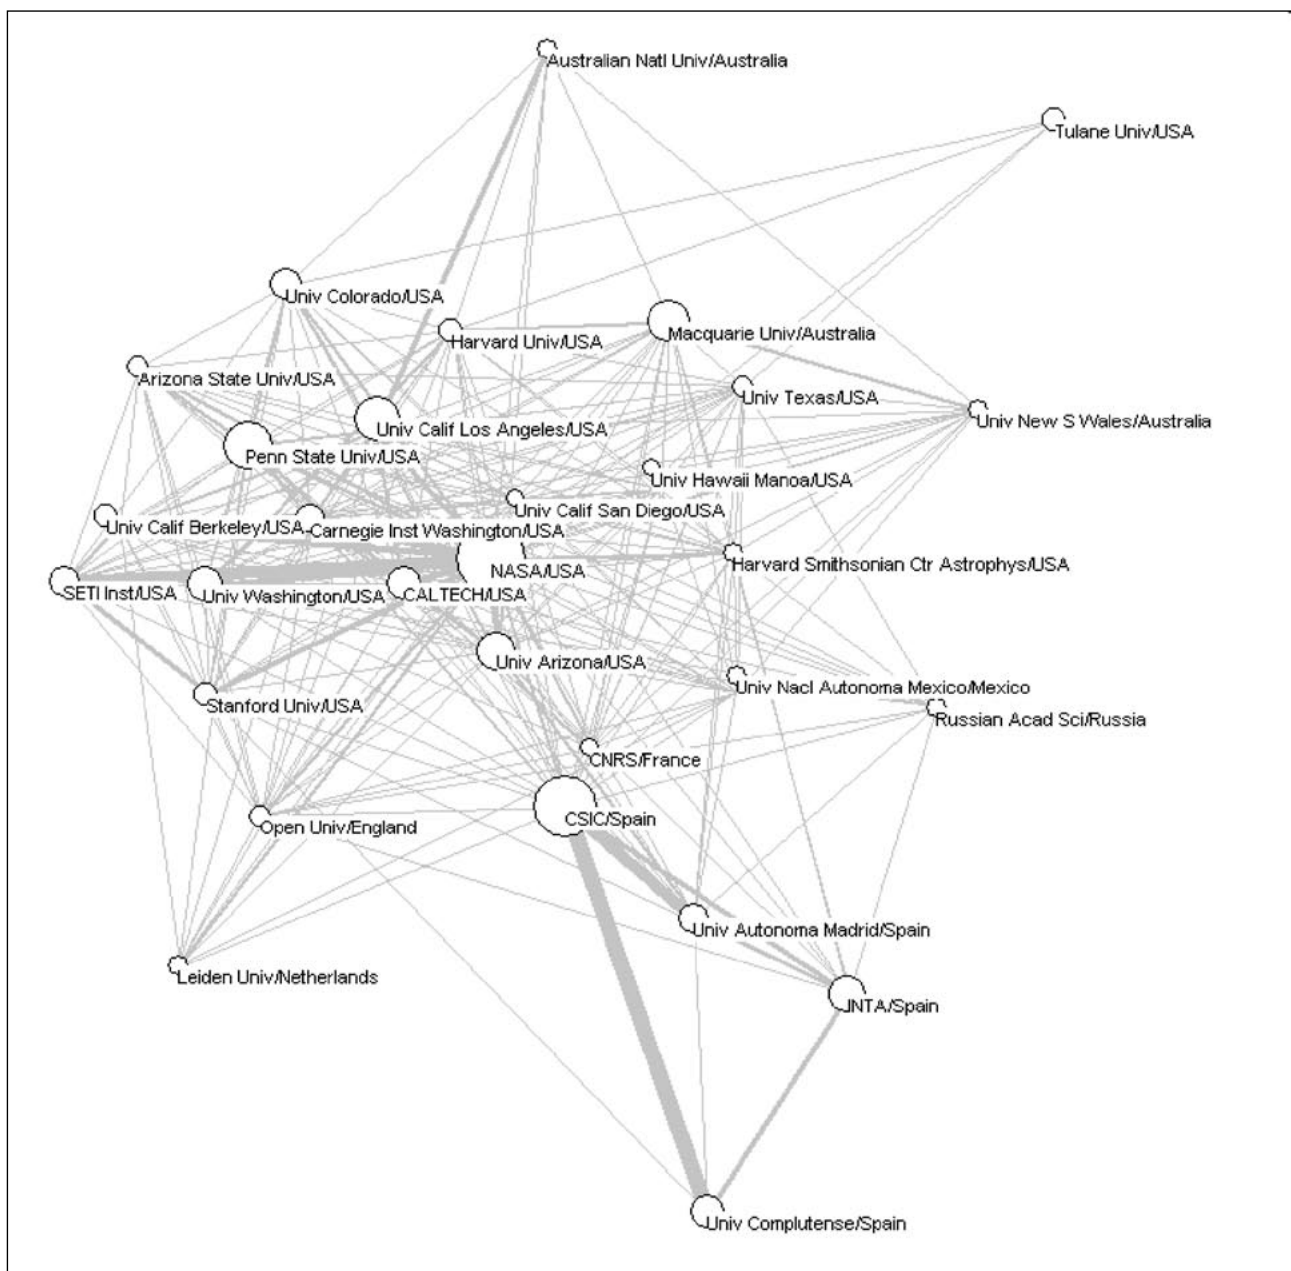 Australian Natl Univ/Australia
Tulane Univ/USA
Univ Colorado/USA
Harvard Univ/USA
Macquarie Univ/Australia
Arizona State Univ/USA
Univ Texas/USA
Univ New S Wales/Australia
Univ Calif Los Angeles/USA
Penn State Univ/USA
Univ Hawaii Manoa/USA
Univ Calif San Diego/USA
Univ Calif Berkeley/USA
Carnegie Inst Washington/USA
Harvard Smithsonian Ctr Astrophys/USA
NASA/USA
SETI Inst/USA
Univ Washington/USA
CALTECH/USA
Univ Arizona/USA
Univ Nacl Autonoma Mexico/Mexico
Stanford Univ/USA
Russian Acad Sci/Russia
CNRS/France
CSIC/Spain
Open Univ/England
Univ Autonoma Madrid/Spain
Leiden Univ/Netherlands
INTA/Spain
Univ Complutense/Spain